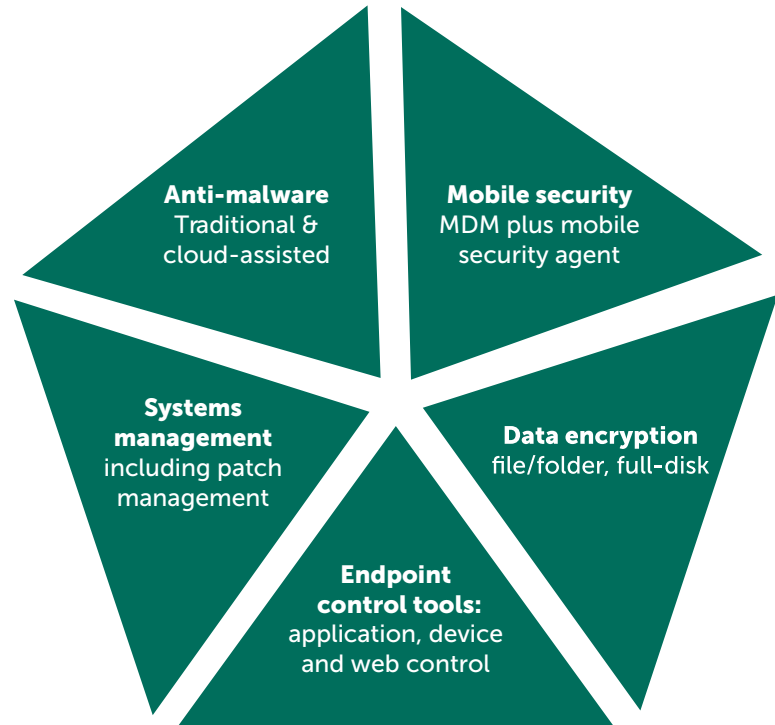 Anti-malware
Traditional &
cloud-assisted
Mobile security
MDM plus mobile
security agent
Systems
management
including patch
management
Data encryption
file/folder, full-disk
Endpoint
control tools:
application, device
and web control